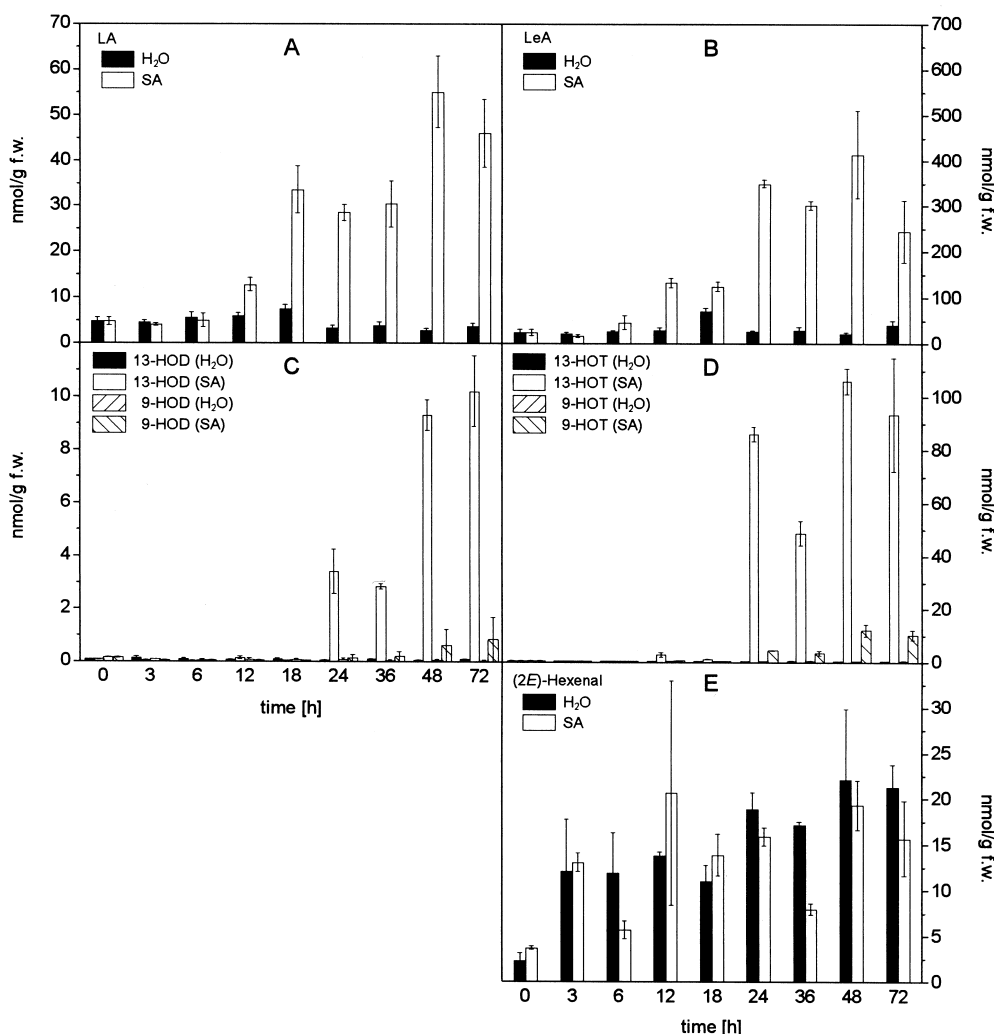 LA
A
H₂O
SA
70
60
50
40
30
20
10
0
nmol/g f.w.
LeA
B
H₂O
SA
700
600
500
400
300
200
100
0
nmol/g f.w.
13-HOD (H₂O)
13-HOD (SA)
9-HOD (H₂O)
9-HOD (SA)
C
10
8
6
4
2
0
nmol/g f.w.
0 3 6 12 18 24 36 48 72
time [h]
13-HOT (H₂O)
13-HOT (SA)
9-HOT (H₂O)
9-HOT (SA)
D
100
80
60
40
20
0
nmol/g f.w.
(2E)-Hexenal
E
H₂O
SA
30
25
20
15
10
5
0
nmol/g f.w.
0 3 6 12 18 24 36 48 72
time [h]